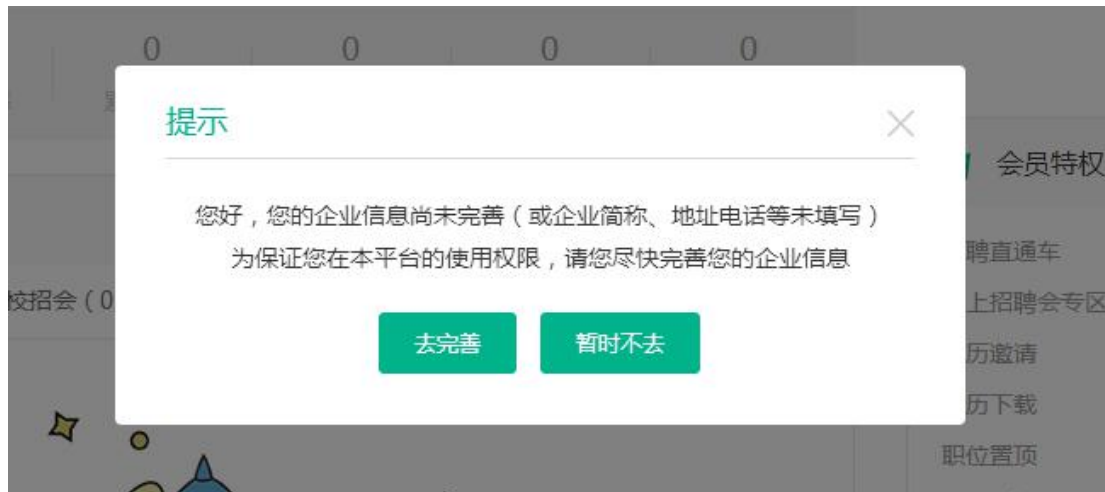 0 0 0 0
提示
会员特权
您好，您的企业信息尚未完善（或企业简称、地址电话等未填写）
为保证您在本平台的使用权限，请您尽快完善您的企业信息
聘直通车
校招会（0
上招聘会专区
去完善 暂时不去
历邀请
历下载
职位置顶